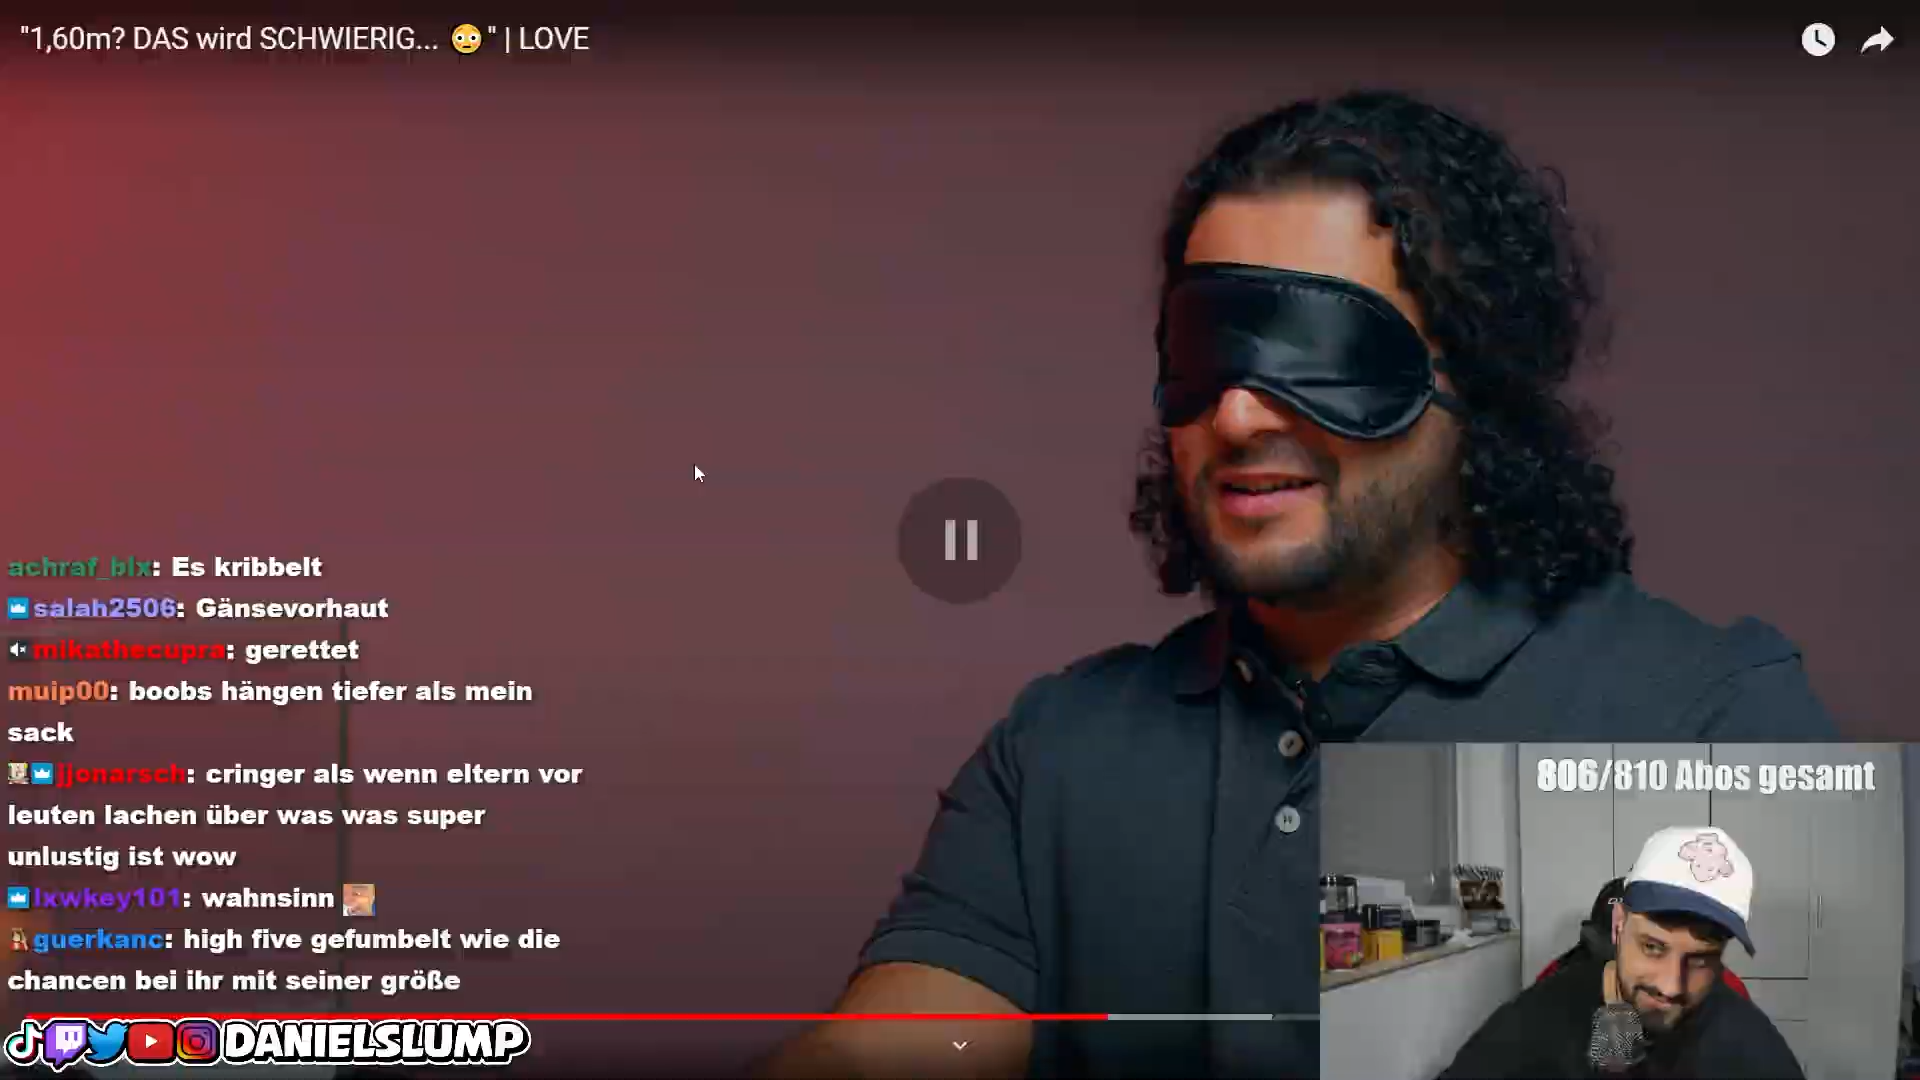 "1,60m? DAS wird SCHWIERIG... 😳" | LOVE
achraf_blx: Es kribbelt
salah2506: Gänsevorhaut
mikathecupra: gerettet
muip00: boobs hängen tiefer als mein
sack
jjonarsch: cringer als wenn eltern vor
leuten lachen über was was super
unlustig ist wow
lxwkey101: wahnsinn
guerkanc: high five gefumbelt wie die
chancen bei ihr mit seiner größe
806/810 Abos gesamt
DANIELSLUMP